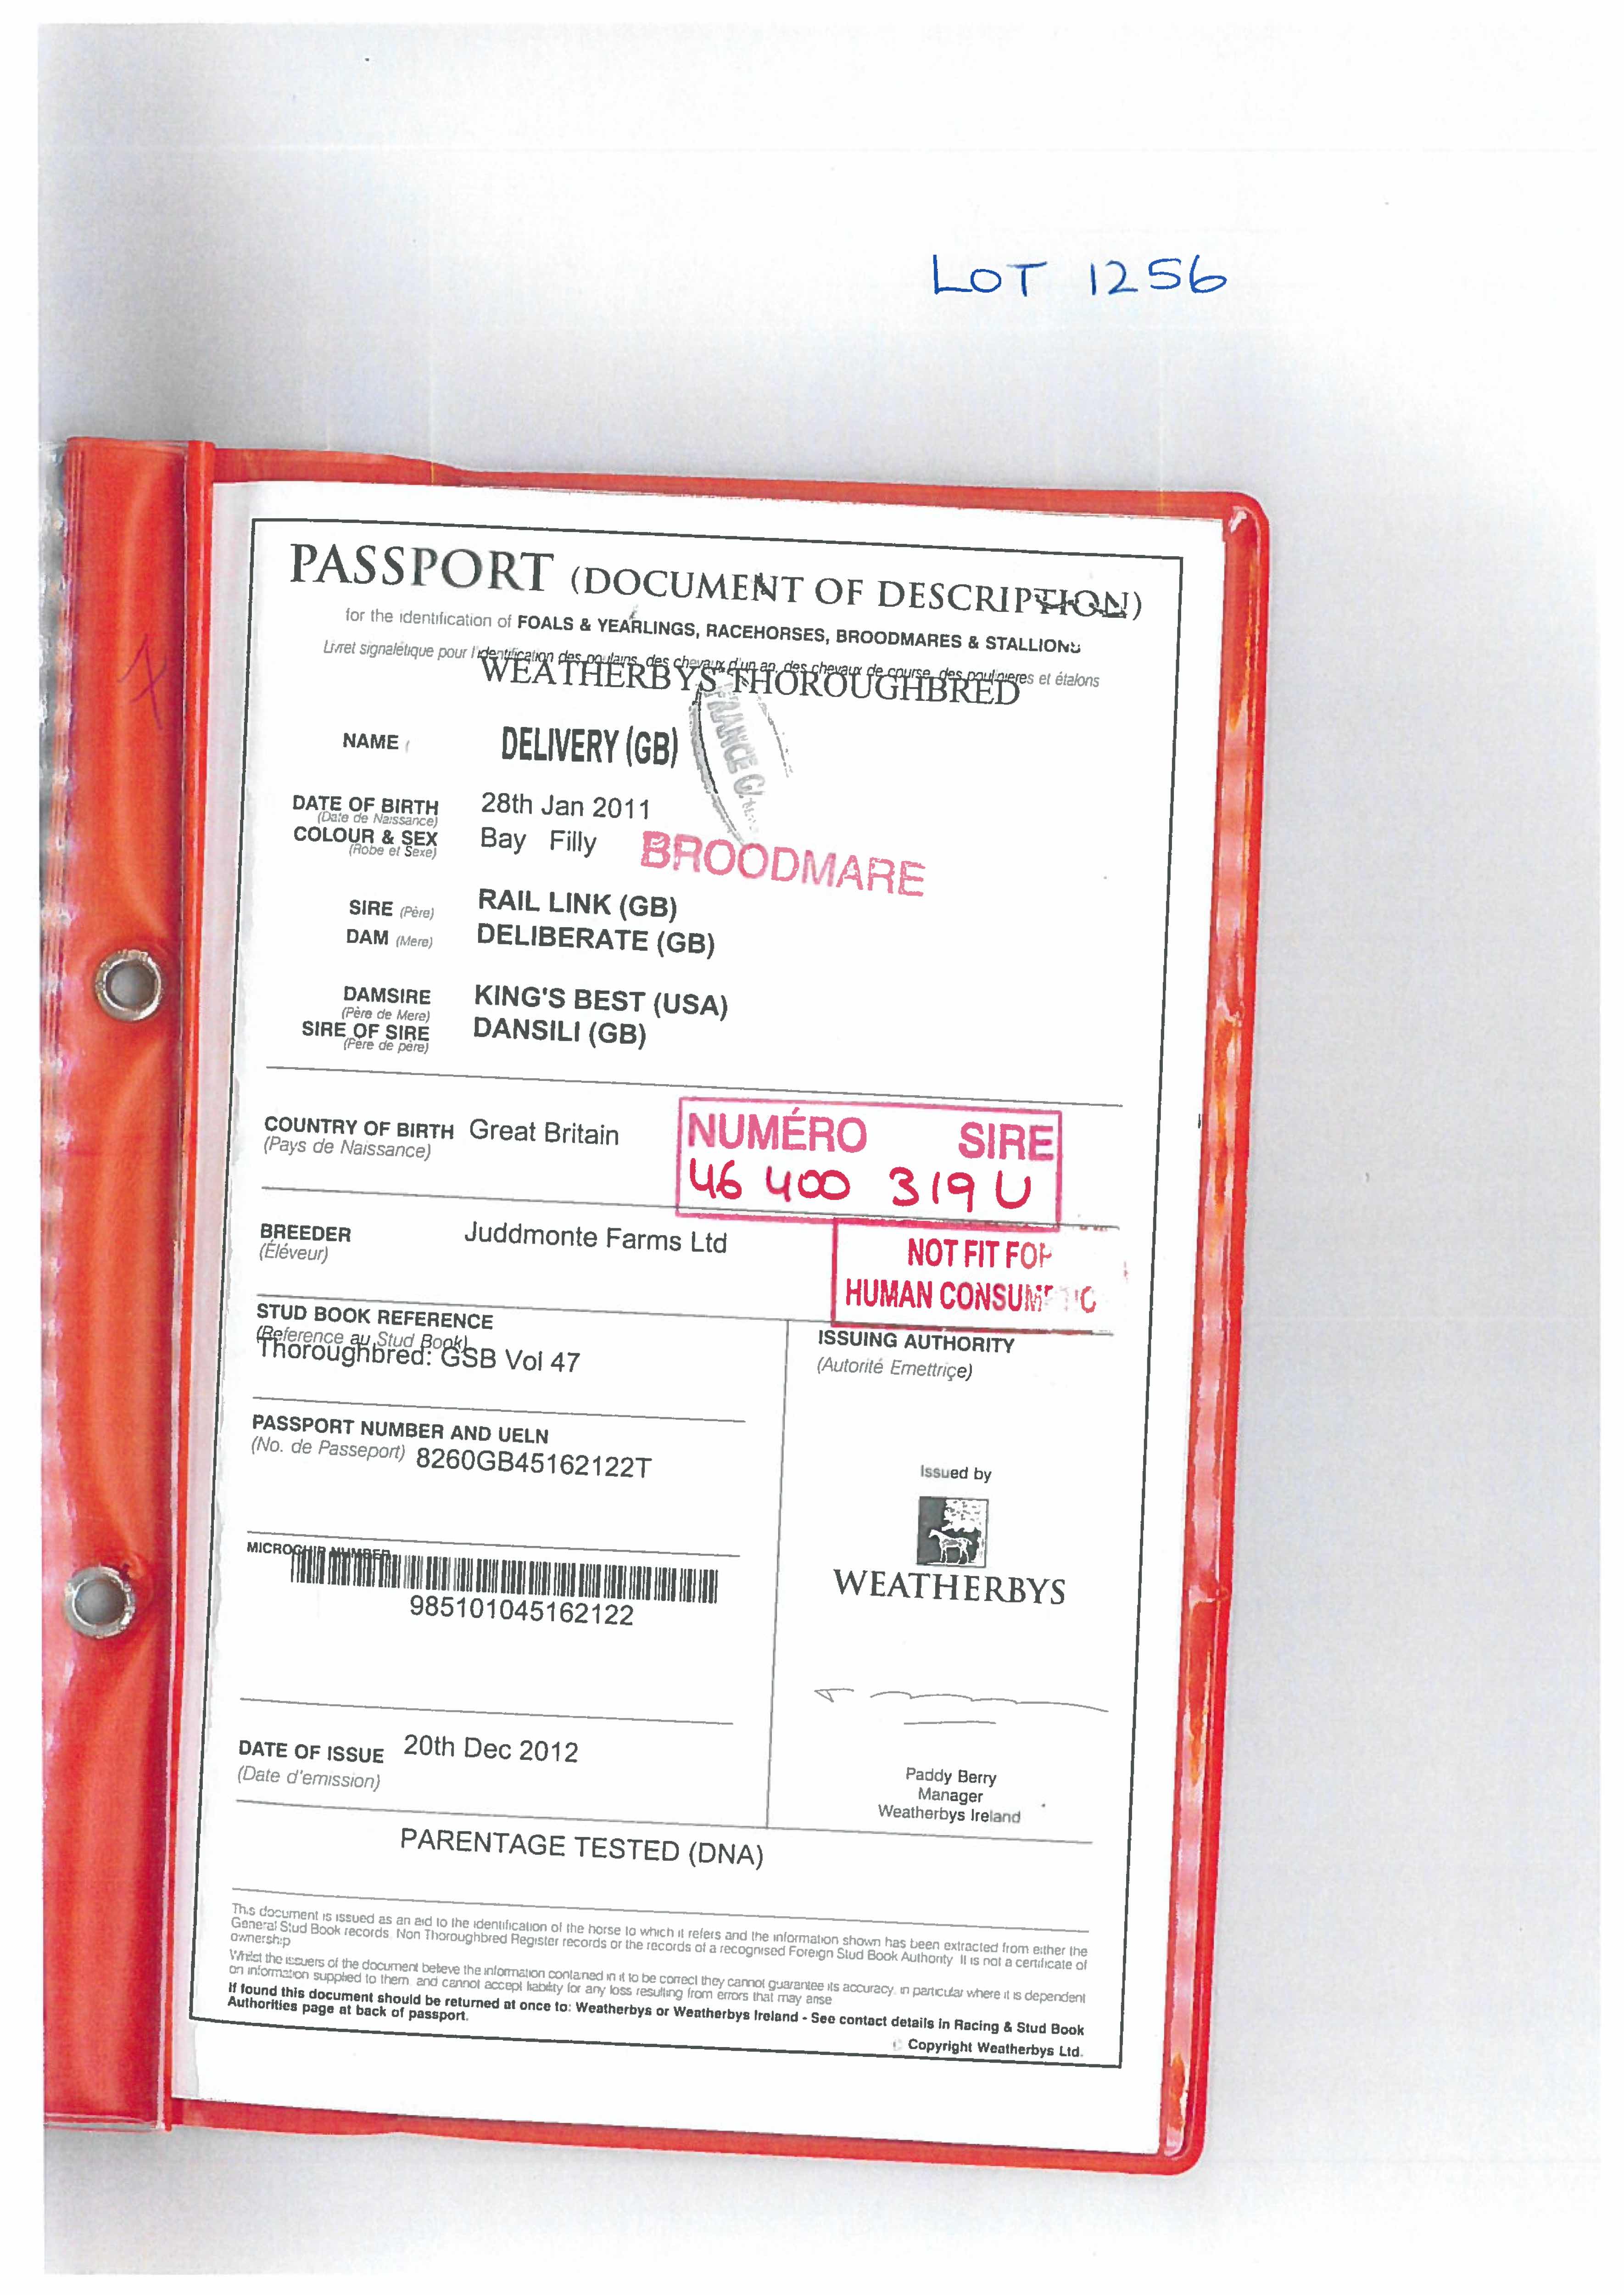 LOT 1256
PASSPORT (DOCUMENT OF DESCRIPTION)
for the identification of FOALS & YEARLINGS, RACEHORSES, BROODMARES & STALLIONS
Livret signalétique pour l'identification des poulains, des chevaux d'un an, des chevaux de course, des poulinieres et étalons
WEATHERBYS THOROUGHBRED
FRANCE
NAME DELIVERY (GB)
DATE OF BIRTH 28th Jan 2011
(Date de Naissance)
COLOUR & SEX Bay Filly BROODMARE
(Robe et Sexe)
SIRE (Père) RAIL LINK (GB)
DAM (Mere) DELIBERATE (GB)
DAMSIRE KING'S BEST (USA)
(Père de Mere)
SIRE OF SIRE DANSILI (GB)
(Père de père)
COUNTRY OF BIRTH Great Britain
(Pays de Naissance)
NUMÉRO SIRE
46 400 319 U
BREEDER Juddmonte Farms Ltd
(Éléveur)
NOT FIT FOR
HUMAN
STUD BOOK REFERENCE
(Reference au Stud Book)
Thoroughbred: GSB Vol 47
ISSUING AUTHORITY
(Autorité Emettriçe)
PASSPORT NUMBER AND UELN
(No. de Passeport) 8260GB45162122T
Issued by
WEATHERBYS
MICROCHIP NUMBER
985101045162122
DATE OF ISSUE 20th Dec 2012
(Date d'emission)
Paddy Berry
Manager
Weatherbys Ireland
PARENTAGE TESTED (DNA)
This document is issued as an aid to the identification of the horse to which it refers and the information shown has been extracted from either the
General Stud Book records. Non Thoroughbred Register records or the records of a recognised Foreign Stud Book Authority. It is not a certificate of
ownership
Whilst the issuers of the document believe the information contained in it to be correct they cannot guarantee its accuracy, in particular where it is dependent
on information supplied to them and cannot accept liability for any loss resulting from errors that may arise
If found this document should be returned at once to: Weatherbys or Weatherbys Ireland - See contact details in Racing & Stud Book
Authorities page at back of passport.
Copyright Weatherbys Ltd.